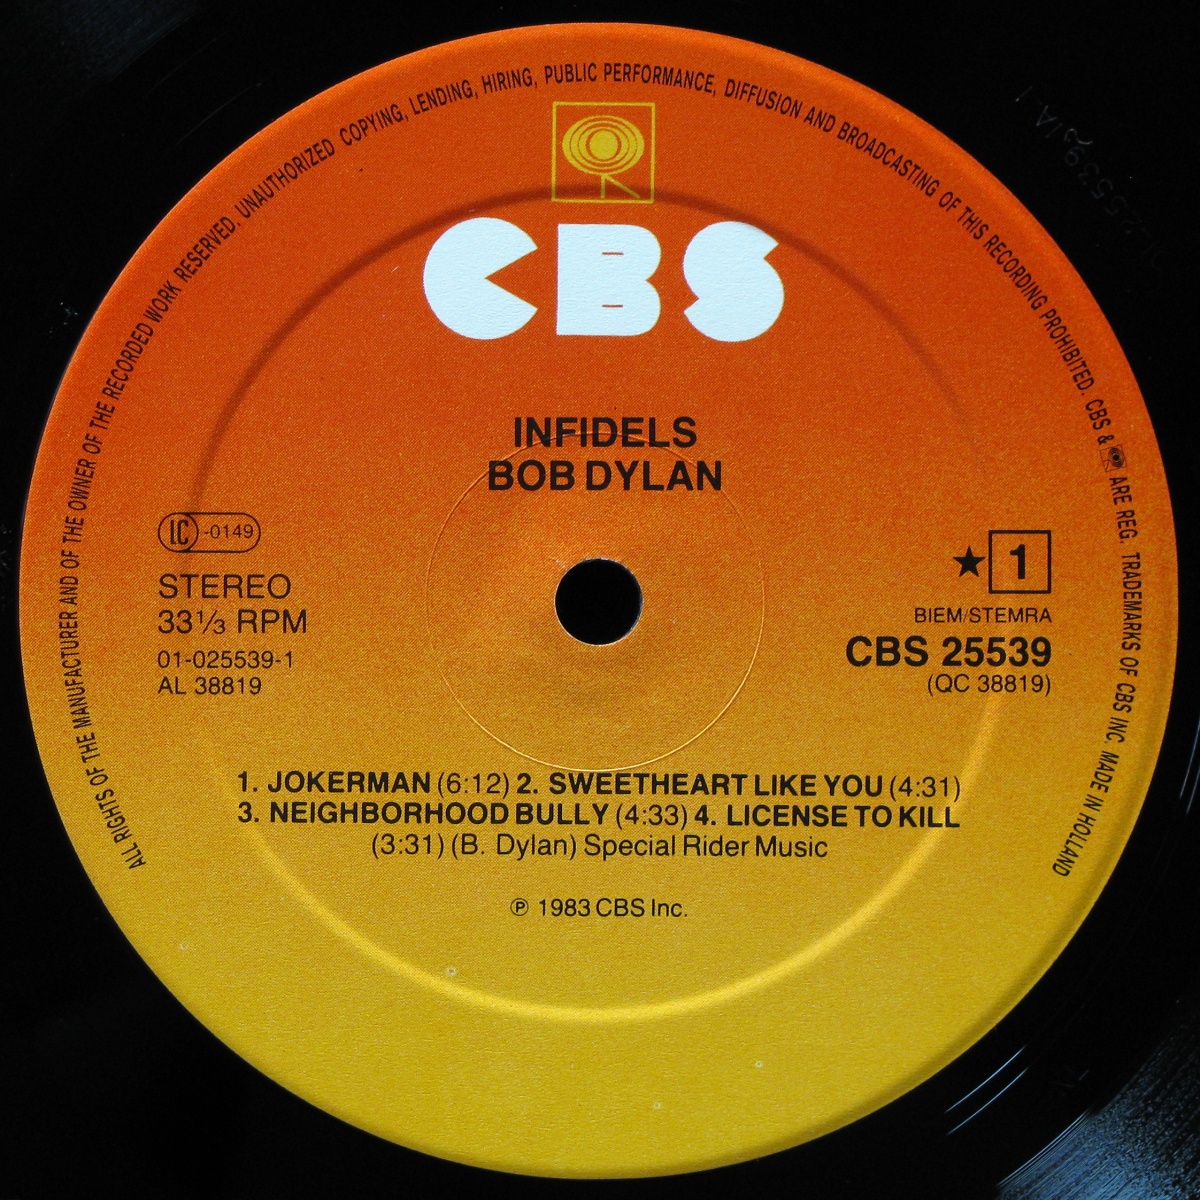 ALL RIGHTS OF THE MANUFACTURER AND OF THE OWNER OF THE RECORDED WORK RESERVED. UNAUTHORIZED COPYING, LENDING, HIRING, PUBLIC PERFORMANCE, DIFFUSION AND BROADCASTING OF THIS RECORDING PROHIBITED. CBS & ARE REG. TRADEMARKS OF CBS INC. MADE IN HOLLAND
CBS
INFIDELS
BOB DYLAN
LC -0149
STEREO
33⅓ RPM
01-025539-1
AL 38819
★ 1
BIEM/STEMRA
CBS 25539
(QC 38819)
1. JOKERMAN (6:12) 2. SWEETHEART LIKE YOU (4:31)
3. NEIGHBORHOOD BULLY (4:33) 4. LICENSE TO KILL
(3:31) (B. Dylan) Special Rider Music
℗ 1983 CBS Inc.